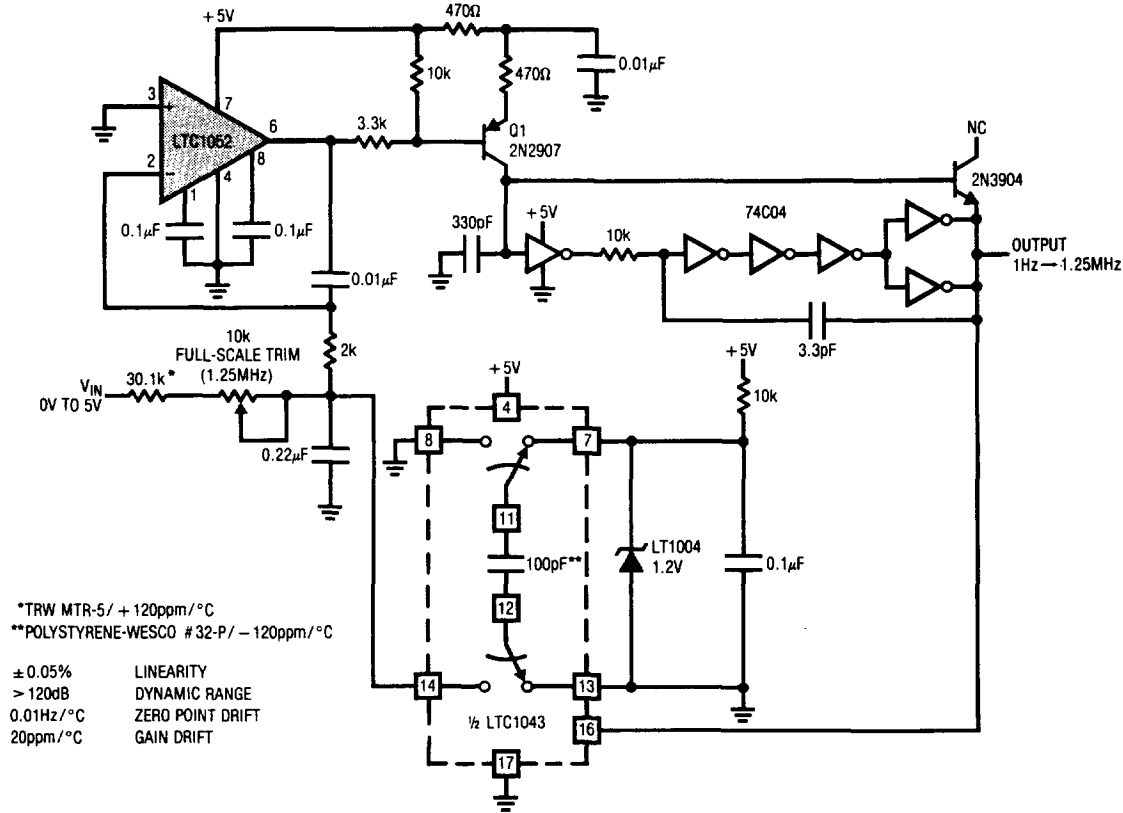 +5V
470Ω
10k
470Ω
0.01µF
3
+
7
LTC1052
6
3.3k
Q1
2N2907
NC
2
−
8
1
4
2N3904
0.1µF
0.1µF
330pF
+5V
10k
74C04
OUTPUT
1Hz→1.25MHz
0.01µF
3.3pF
10k
FULL-SCALE TRIM
(1.25MHz)
2k
+5V
VIN
0V TO 5V
30.1k*
+5V
10k
4
8
7
0.22µF
11
100pF**
LT1004
1.2V
0.1µF
12
*TRW MTR-5/ +120ppm/°C
**POLYSTYRENE-WESCO #32-P/ −120ppm/°C
±0.05% LINEARITY
>120dB DYNAMIC RANGE
0.01Hz/°C ZERO POINT DRIFT
20ppm/°C GAIN DRIFT
14
13
½ LTC1043
16
17